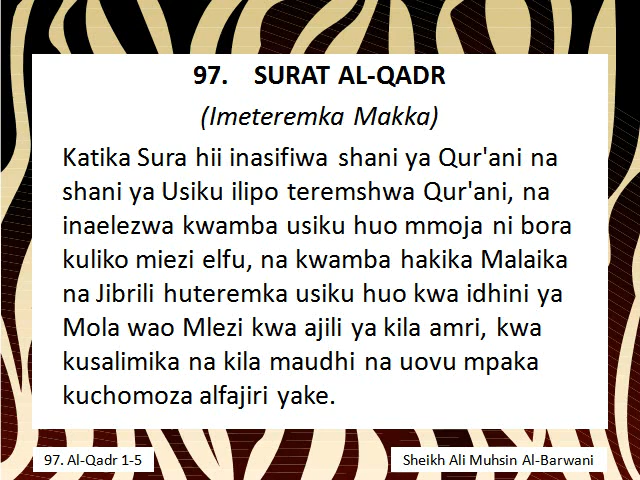 97. SURAT AL-QADR
(Imeteremka Makka)
Katika Sura hii inasifiwa shani ya Qur'ani na
shani ya Usiku ilipo teremshwa Qur'ani, na
inaelezwa kwamba usiku huo mmoja ni bora
kuliko miezi elfu, na kwamba hakika Malaika
na Jibrili huteremka usiku huo kwa idhini ya
Mola wao Mlezi kwa ajili ya kila amri, kwa
kusalimika na kila maudhi na uovu mpaka
kuchomoza alfajiri yake.
97. Al-Qadr 1-5
Sheikh Ali Muhsin Al-Barwani